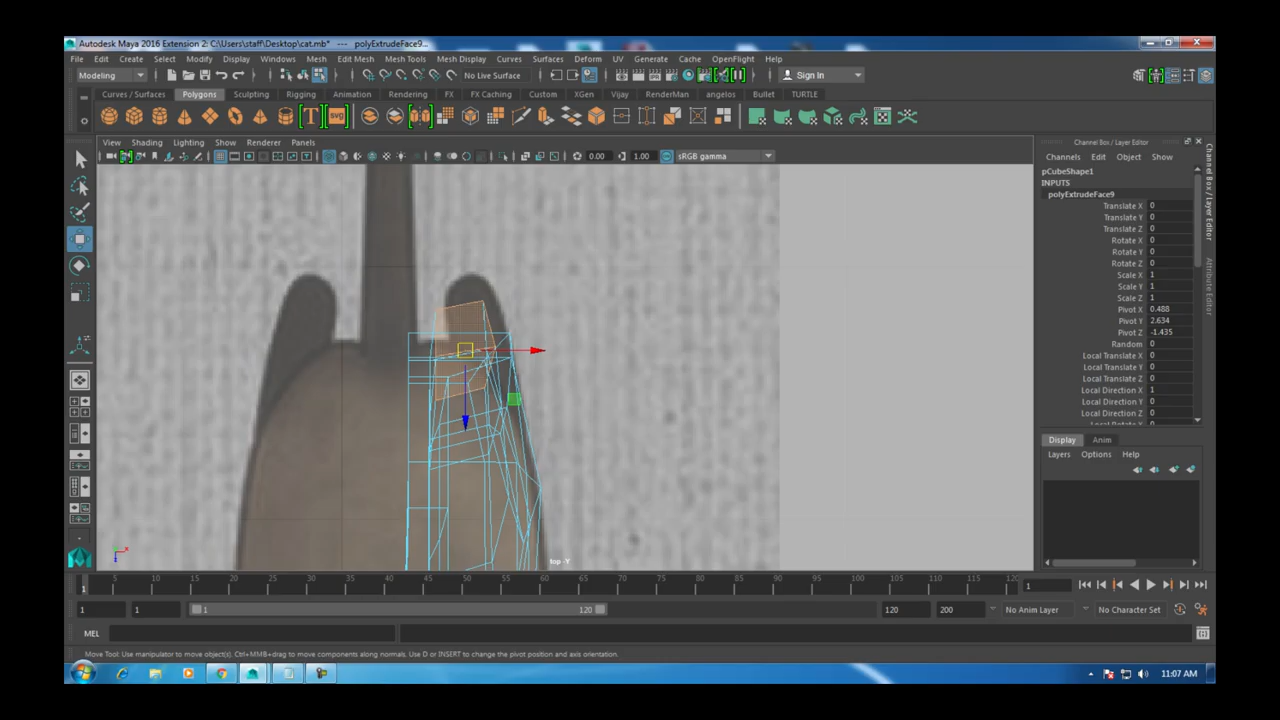 Autodesk Maya 2016 Extension 2: C:\Users\staff\Desktop\cat.mb* --- polyExtrudeFace9...
File Edit Create Select Modify Display Windows Mesh Edit Mesh Mesh Tools Mesh Display Curves Surfaces Deform UV Generate Cache OpenFlight Help
Modeling No Live Surface Sign In
Curves / Surfaces Polygons Sculpting Rigging Animation Rendering FX FX Caching Custom XGen Vijay RenderMan angelos Bullet TURTLE
T SVG
View Shading Lighting Show Renderer Panels
0.00 1.00 sRGB gamma
Channel Box / Layer Editor
Channels Edit Object Show
pCubeShape1
INPUTS
polyExtrudeFace9
Translate X 0
Translate Y 0
Translate Z 0
Rotate X 0
Rotate Y 0
Rotate Z 0
Scale X 1
Scale Y 1
Scale Z 1
Pivot X 0.488
Pivot Y 2.634
Pivot Z -1.435
Random 0
Local Translate X 0
Local Translate Y 0
Local Translate Z 0
Local Direction X 1
Local Direction Y 0
Local Direction Z 0
Channel Box / Layer Editor
Attribute Editor
Display Anim
Layers Options Help
top -Y
5 10 15 20 25 30 35 40 45 50 55 60 65 70 75 80 85 90 95 100 105 110 115 120
1 1
1 1 1 120 120 200 No Anim Layer No Character Set
MEL
Move Tool: Use manipulator to move object(s). Ctrl+MMB+drag to move components along normals. Use D or INSERT to change the pivot position and axis orientation.
11:07 AM